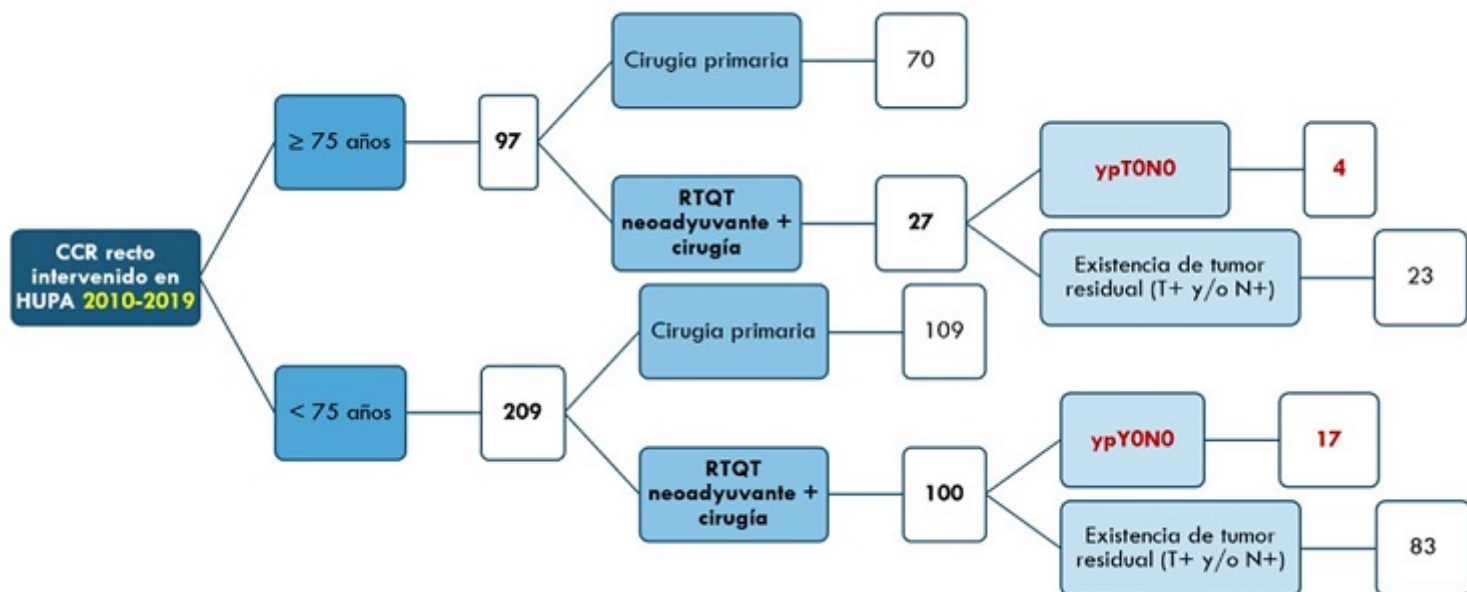 CCR recto
intervenido en
HUPA 2010-2019
≥ 75 años
97
Cirugía primaria
70
RTQT
neoadyuvante +
cirugía
27
ypT0N0
4
Existencia de tumor
residual (T+ y/o N+)
23
< 75 años
209
Cirugía primaria
109
RTQT
neoadyuvante +
cirugía
100
ypY0N0
17
Existencia de tumor
residual (T+ y/o N+)
83